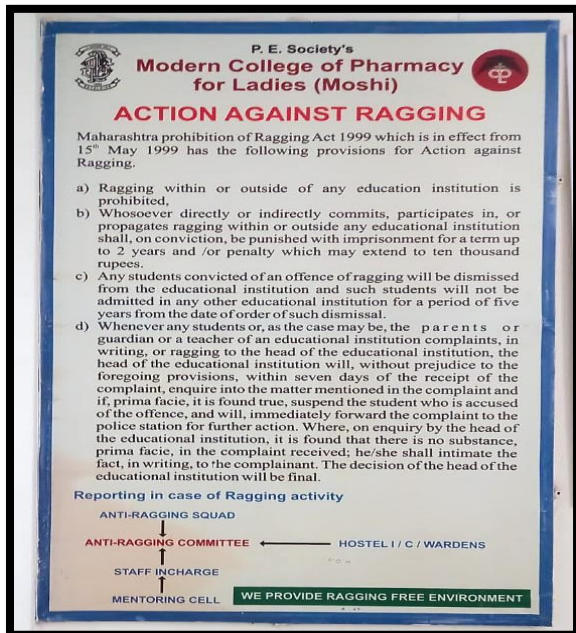 P. E. Society's
Modern College of Pharmacy
for Ladies (Moshi)
ACTION AGAINST RAGGING
Maharashtra prohibition of Ragging Act 1999 which is in effect from
15th May 1999 has the following provisions for Action against
Ragging.
a) Ragging within or outside of any education institution is
prohibited,
b) Whosoever directly or indirectly commits, participates in, or
propagates ragging within or outside any educational institution
shall, on conviction, be punished with imprisonment for a term up
to 2 years and /or penalty which may extend to ten thousand
rupees.
c) Any students convicted of an offence of ragging will be dismissed
from the educational institution and such students will not be
admitted in any other educational institution for a period of five
years from the date of order of such dismissal.
d) Whenever any students or, as the case may be, the parents or
guardian or a teacher of an educational institution complaints, in
writing, or ragging to the head of the educational institution, the
head of the educational institution will, without prejudice to the
foregoing provisions, within seven days of the receipt of the
complaint, enquire into the matter mentioned in the complaint and
if, prima facie, it is found true, suspend the student who is accused
of the offence, and will, immediately forward the complaint to the
police station for further action. Where, on enquiry by the head of
the educational institution, it is found that there is no substance,
prima facie, in the complaint received; he/she shall intimate the
fact, in writing, to the complainant. The decision of the head of the
educational institution will be final.
Reporting in case of Ragging activity
ANTI-RAGGING SQUAD
ANTI-RAGGING COMMITTEE
HOSTEL I / C / WARDENS
STAFF INCHARGE
MENTORING CELL
WE PROVIDE RAGGING FREE ENVIRONMENT